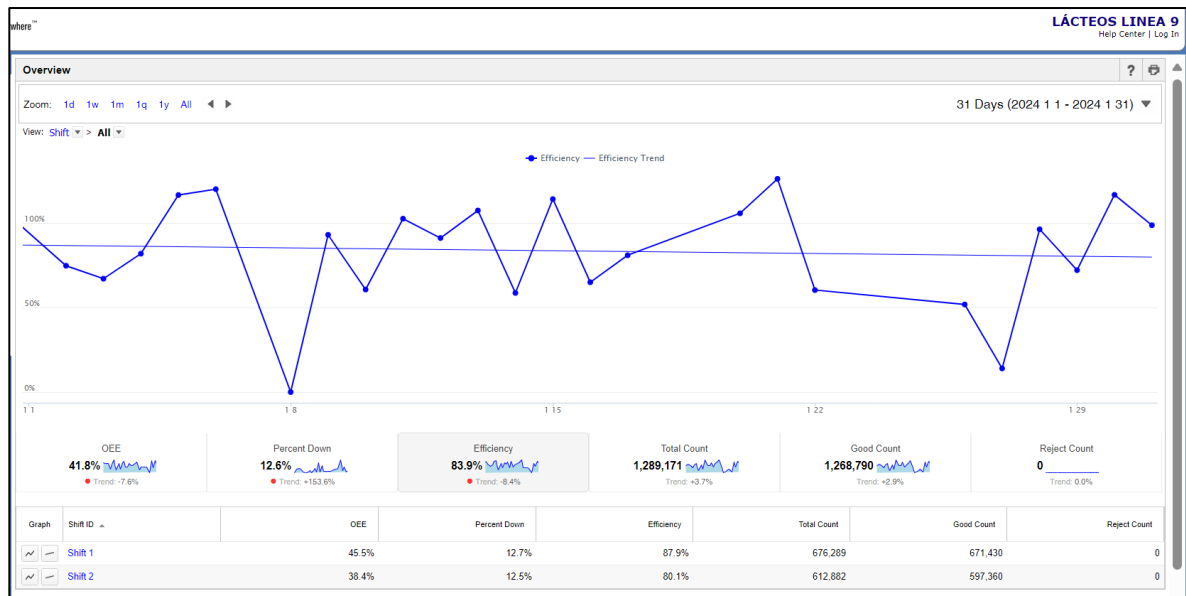 where™
LÁCTEOS LINEA 9
Help Center | Log In
Overview
?
Zoom: 1d 1w 1m 1q 1y All
31 Days (2024 1 1 - 2024 1 31)
View: Shift > All
Efficiency Efficiency Trend
100%
50%
0%
1 1 1 8 1 15 1 22 1 29
OEE Percent Down Efficiency Total Count Good Count Reject Count
41.8% 12.6% 83.9% 1,289,171 1,268,790 0
Trend: -7.6% Trend: +153.6% Trend: -8.4% Trend: +3.7% Trend: +2.9% Trend: 0.0%
Graph Shift ID OEE Percent Down Efficiency Total Count Good Count Reject Count
Shift 1 45.5% 12.7% 87.9% 676,289 671,430 0
Shift 2 38.4% 12.5% 80.1% 612,882 597,360 0